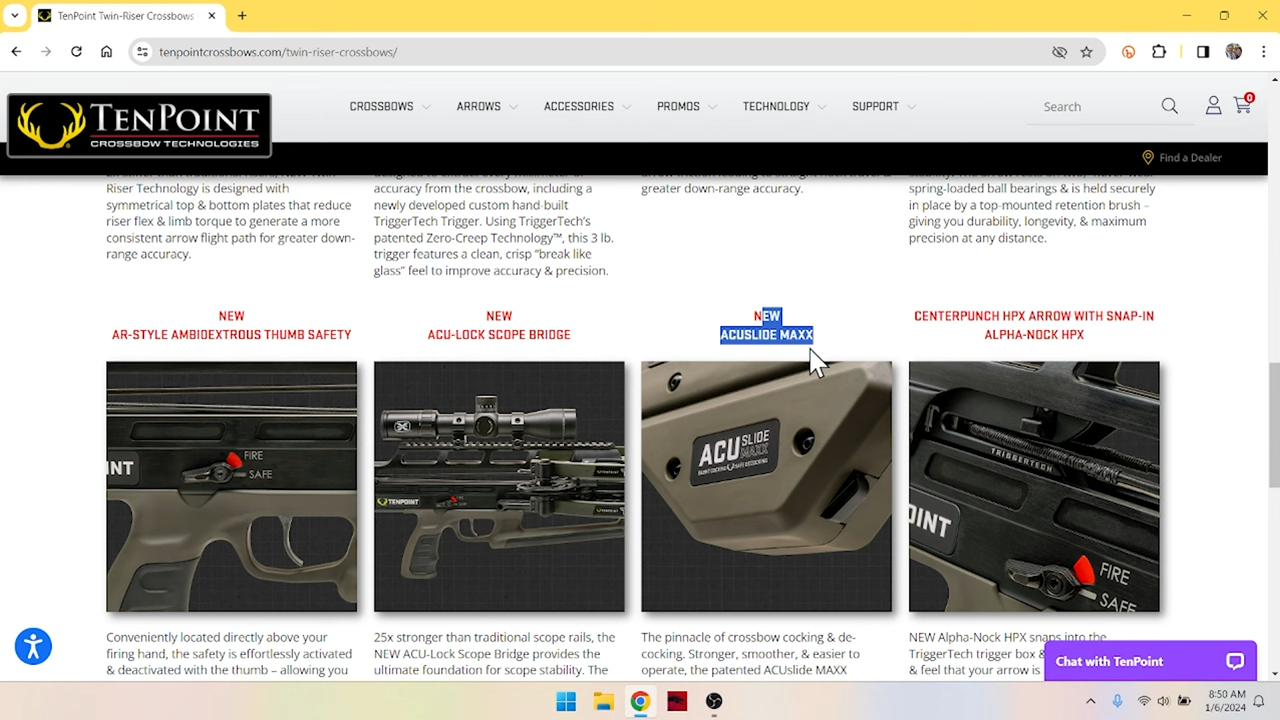 TenPoint Twin-Riser Crossbows
tenpointcrossbows.com/twin-riser-crossbows/
TENPOINT
CROSSBOW TECHNOLOGIES
CROSSBOWS
ARROWS
ACCESSORIES
PROMOS
TECHNOLOGY
SUPPORT
Search
0
Find a Dealer
Riser Technology is designed with
symmetrical top & bottom plates that reduce
riser flex & limb torque to generate a more
consistent arrow flight path for greater down-
range accuracy.
accuracy from the crossbow, including a
newly developed custom hand-built
TriggerTech Trigger. Using TriggerTech's
patented Zero-Creep Technology™, this 3 lb.
trigger features a clean, crisp "break like
glass" feel to improve accuracy & precision.
greater down-range accuracy.
spring-loaded ball bearings & is held securely
in place by a top-mounted retention brush –
giving you durability, longevity, & maximum
precision at any distance.
NEW
AR-STYLE AMBIDEXTROUS THUMB SAFETY
NEW
ACU-LOCK SCOPE BRIDGE
NEW
ACUSLIDE MAXX
CENTERPUNCH HPX ARROW WITH SNAP-IN
ALPHA-NOCK HPX
INT
FIRE
SAFE
TENPOINT
ACU SLIDE
MAXX
SILENT COCKING SAFE DECOCKING
TRIGGERTECH
OINT
FIRE
SAFE
Conveniently located directly above your
firing hand, the safety is effortlessly activated
& deactivated with the thumb – allowing you
25x stronger than traditional scope rails, the
NEW ACU-Lock Scope Bridge provides the
ultimate foundation for scope stability. The
The pinnacle of crossbow cocking & de-
cocking. Stronger, smoother, & easier to
operate, the patented ACUslide MAXX
NEW Alpha-Nock HPX snaps into the
TriggerTech trigger box &
& feel that your arrow is
Chat with TenPoint
8:50 AM
1/6/2024